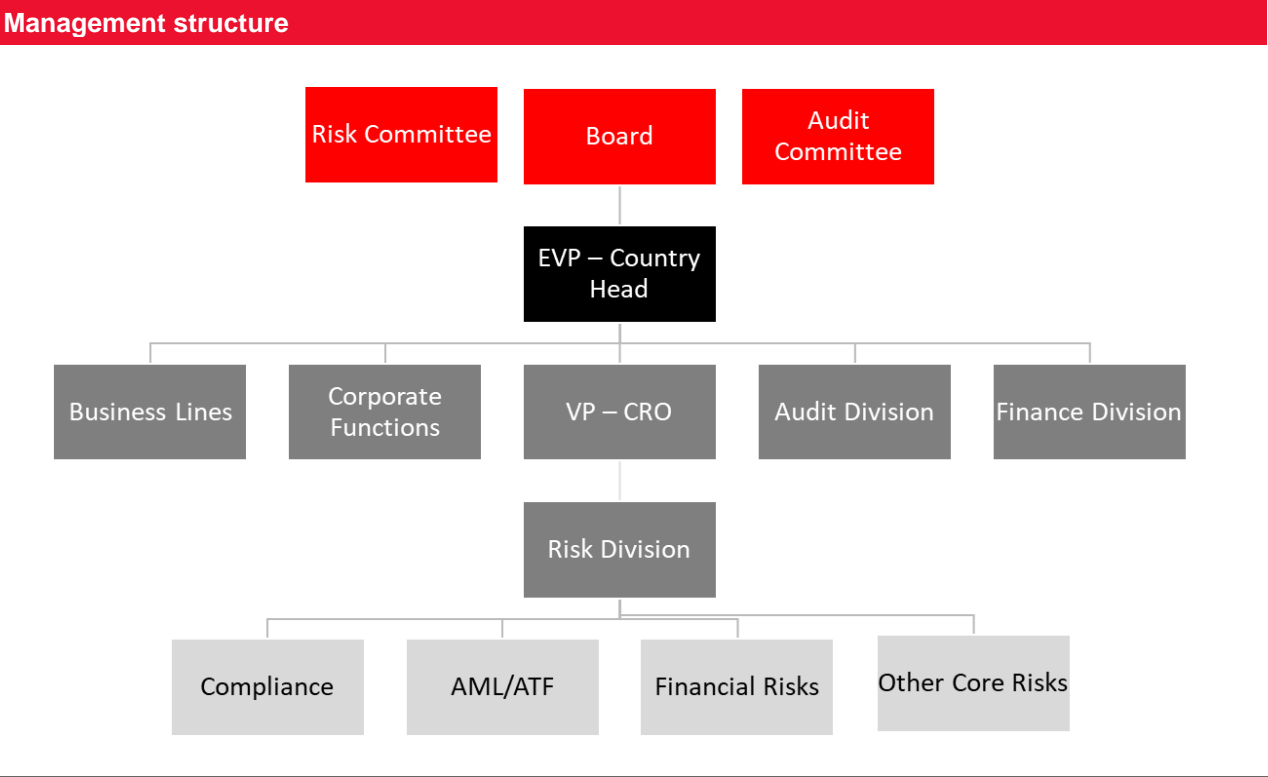 Management structure
Risk Committee
Board
Audit
Committee
EVP – Country
Head
Business Lines
Corporate
Functions
VP – CRO
Audit Division
Finance Division
Risk Division
Compliance
AML/ATF
Financial Risks
Other Core Risks